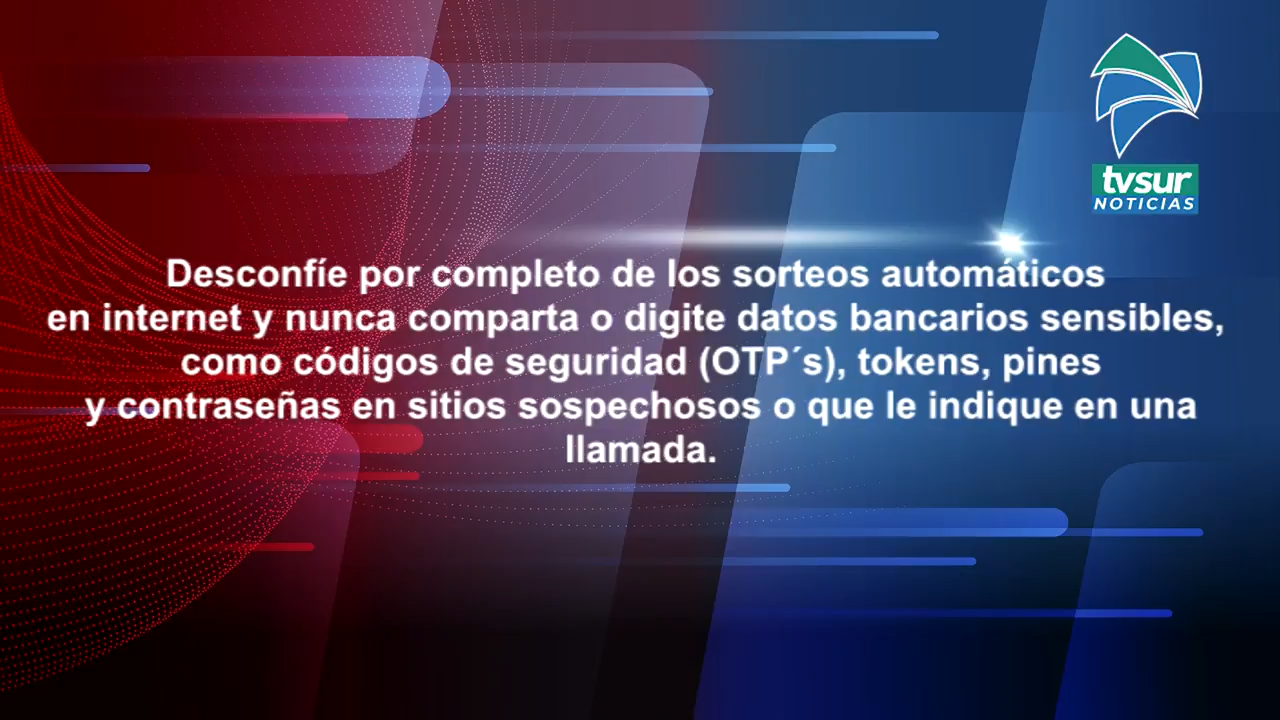 tvsur
NOTICIAS
Desconfíe por completo de los sorteos automáticos
en internet y nunca comparta o digite datos bancarios sensibles,
como códigos de seguridad (OTP´s), tokens, pines
y contraseñas en sitios sospechosos o que le indique en una
llamada.